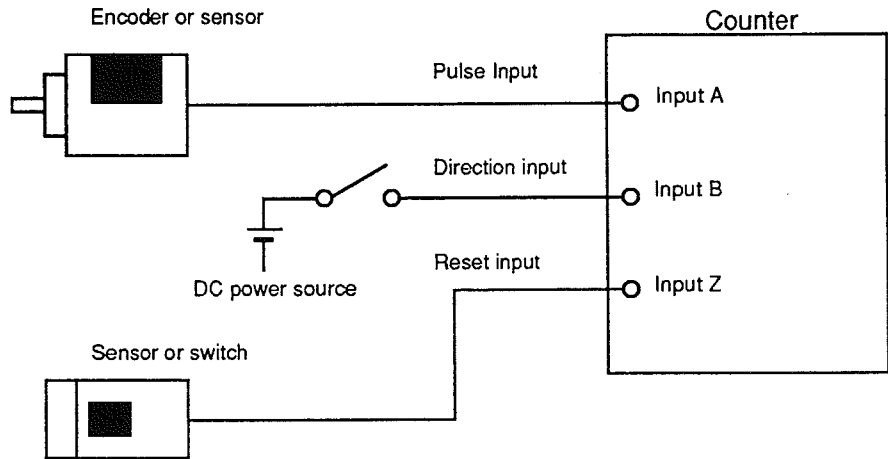 Encoder or sensor
Counter
Pulse Input
Input A
Direction input
Input B
Reset input
Input Z
DC power source
Sensor or switch